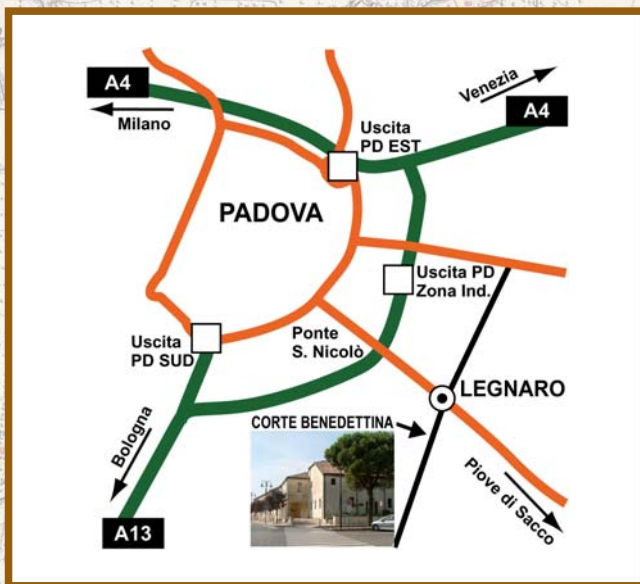 A4
Milano
Venezia
A4
Uscita
PD EST
PADOVA
Uscita PD
Zona Ind.
Uscita
PD SUD
Ponte
S. Nicolò
LEGNARO
CORTE BENEDETTINA
Bologna
Piove di Sacco
A13